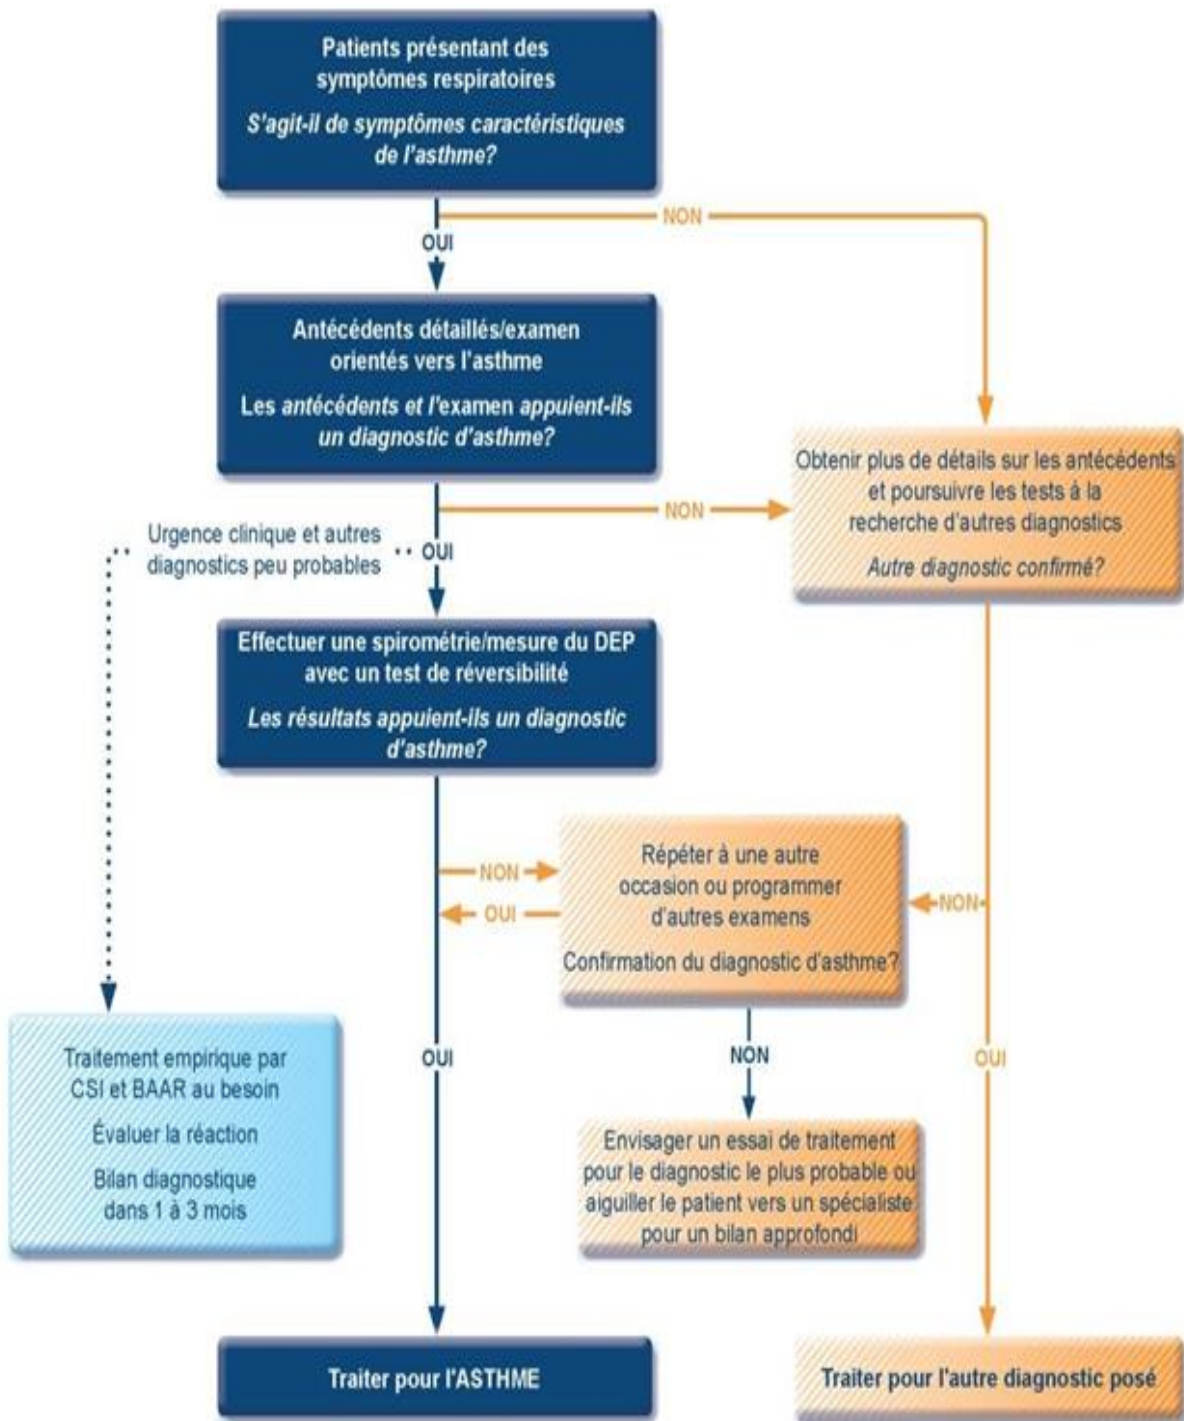 Patients présentant des
symptômes respiratoires
S'agit-il de symptômes caractéristiques
de l'asthme?
NON
OUI
Antécédents détaillés/examen
orientés vers l'asthme
Les antécédents et l'examen appuient-ils
un diagnostic d'asthme?
Obtenir plus de détails sur les antécédents
et poursuivre les tests à la
recherche d'autres diagnostics
Autre diagnostic confirmé?
NON
Urgence clinique et autres
diagnostics peu probables
OUI
Effectuer une spirométrie/mesure du DEP
avec un test de réversibilité
Les résultats appuient-ils un diagnostic
d'asthme?
Répéter à une autre
occasion ou programmer
d'autres examens
Confirmation du diagnostic d'asthme?
NON
OUI
NON
Traitement empirique par
CSI et BAAR au besoin
Évaluer la réaction
Bilan diagnostique
dans 1 à 3 mois
OUI
NON
OUI
Envisager un essai de traitement
pour le diagnostic le plus probable ou
aiguiller le patient vers un spécialiste
pour un bilan approfondi
Traiter pour l'ASTHME
Traiter pour l'autre diagnostic posé